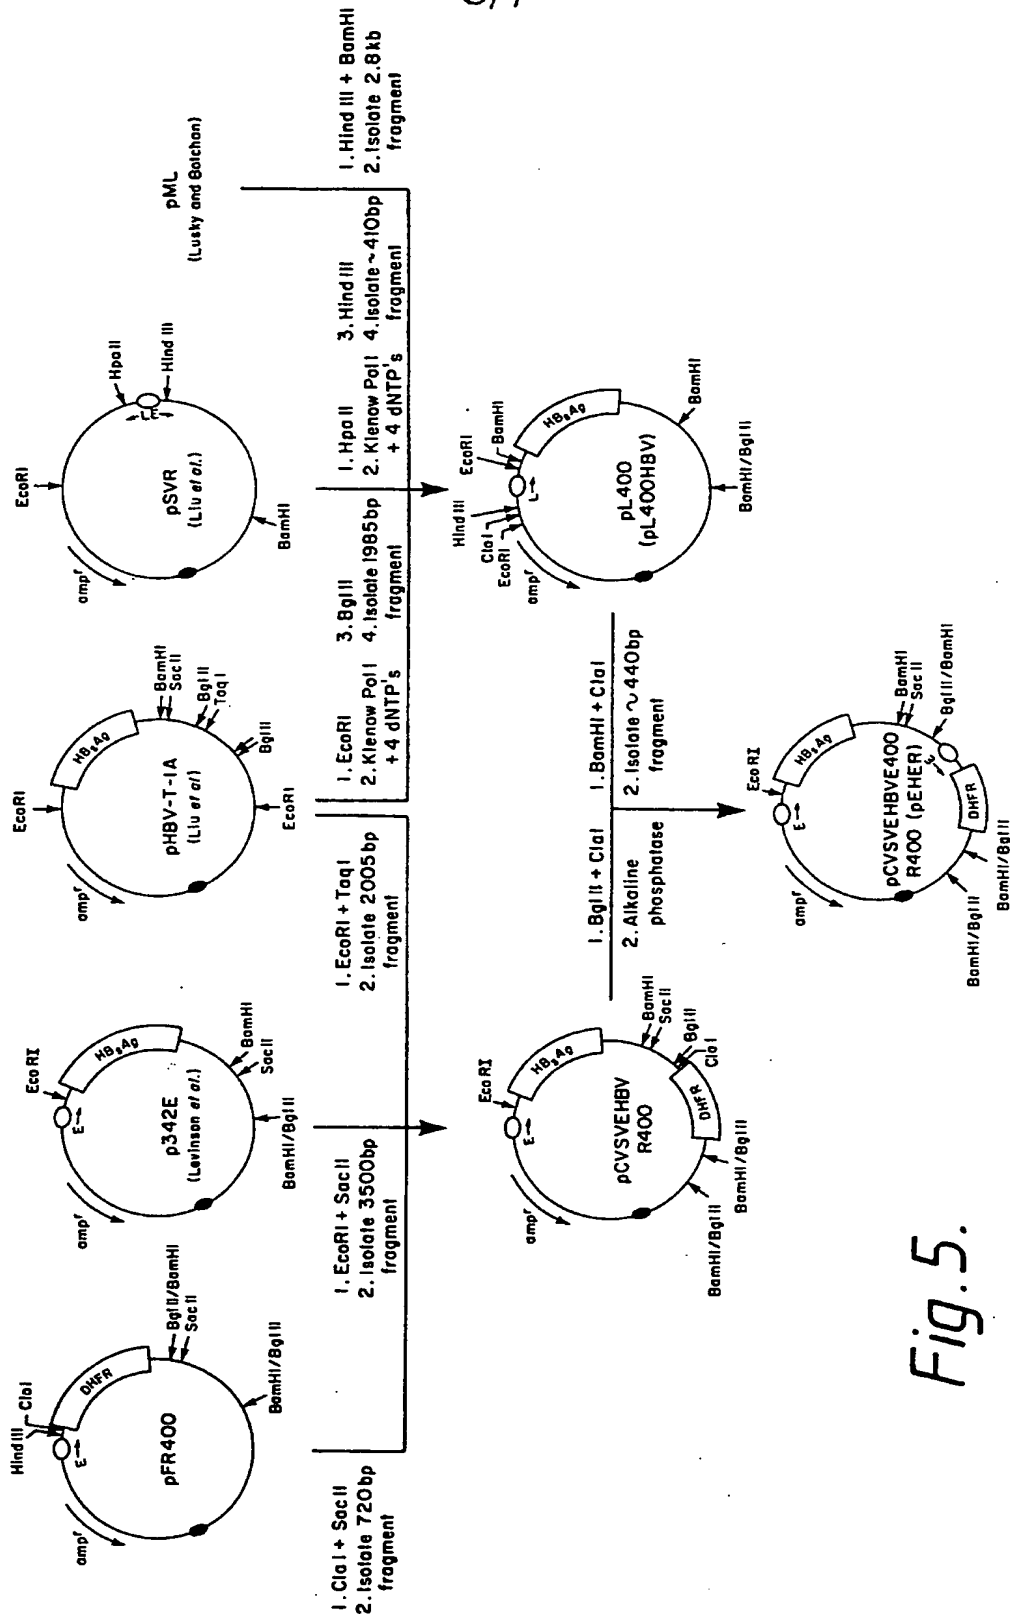 HindIII
ClaI
E→
DHFR
BglII/BamHI
SacII
ampʳ
pFR400
BamHI/BglII
EcoRI
E→
HBsAg
ampʳ
p342E
(Levinson et al.)
BamHI
SacII
BamHI/BglII
EcoRI
HBsAg
BamHI
SacII
BglII
TaqI
ampʳ
pHBV-T-IA
(Liu et al)
BglII
EcoRI
EcoRI
HpaII
←LE→
HindIII
ampʳ
pSVR
(Liu et al.)
BamHI
pML
(Lusky and Botchan)
1. ClaI + SacII
2. Isolate 720bp
fragment
1. EcoRI + SacII
2. Isolate 3500bp
fragment
1. EcoRI + TaqI
2. Isolate 2005bp
fragment
1. EcoRI
2. Klenow PolI
+4 dNTP's
3. BglII
4. Isolate 1985bp
fragment
1. HpaII
2. Klenow PolI
+ 4 dNTP's
3. HindIII
4. Isolate ~410bp
fragment
1. HindIII + BamHI
2. Isolate 2.8kb
fragment
EcoRI
E→
HBsAg
ampʳ
pCVSVEHBV
R400
BamHI
SacII
BglII
ClaI
DHFR
BamHI/BglII
BamHI/BglII
1. BglII + ClaI
2. Alkaline
phosphatase
1. BamHI + ClaI
2. Isolate ~440bp
fragment
HindIII
ClaI
EcoRI
L→
EcoRI
BamHI
HBsAg
ampʳ
pL400
(pL400HBV)
BamHI
BamHI/BglII
EcoRI
E→
HBsAg
ampʳ
pCVSVEHBVE400
R400 (pEHER)
BamHI
SacII
BglII/BamHI
E→
DHFR
BamHI/BglII
BamHI/BglII
Fig.5.